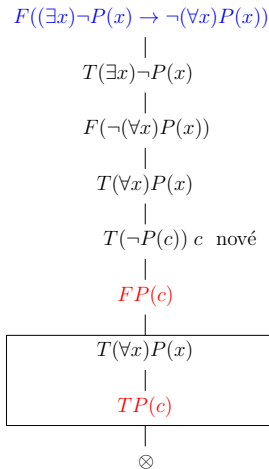 F((∃x)¬P(x) → ¬(∀x)P(x))
T(∃x)¬P(x)
F(¬(∀x)P(x))
T(∀x)P(x)
T(¬P(c)) c nové
FP(c)
T(∀x)P(x)
TP(c)
⊗